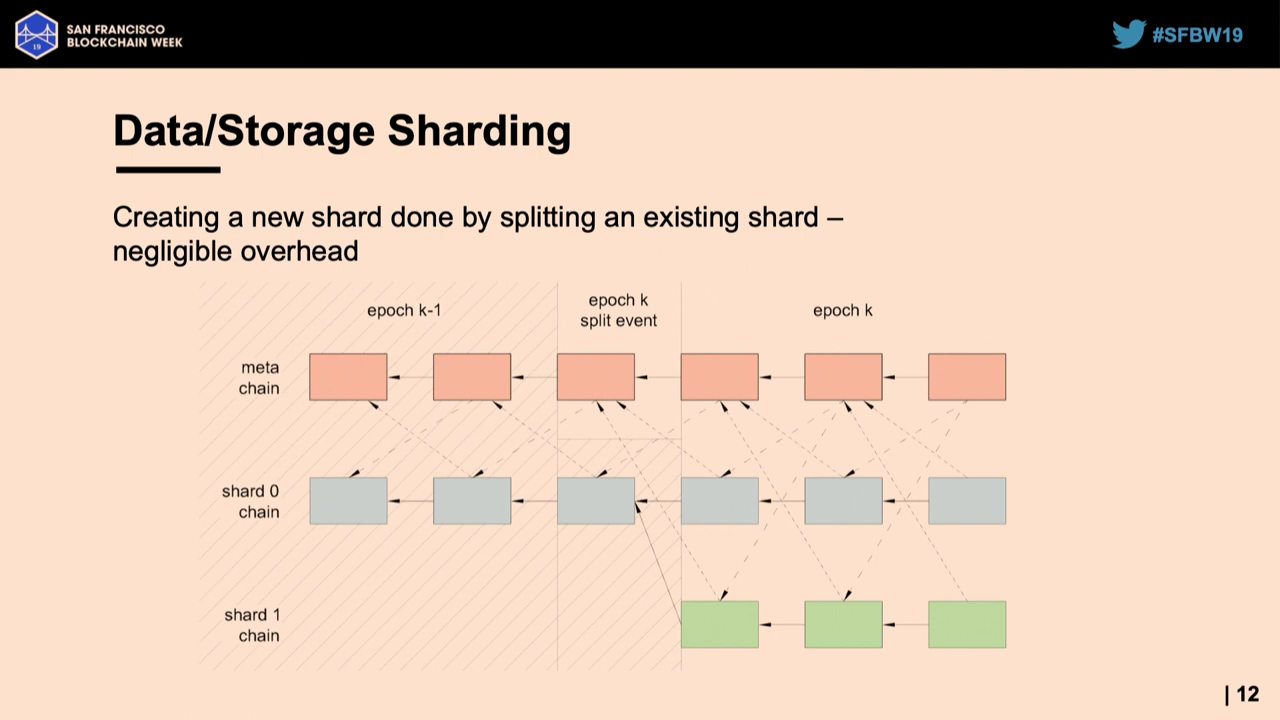 SAN FRANCISCO
BLOCKCHAIN WEEK
19
#SFBW19
Data/Storage Sharding
Creating a new shard done by splitting an existing shard –
negligible overhead
epoch k-1
epoch k
split event
epoch k
meta
chain
shard 0
chain
shard 1
chain
| 12